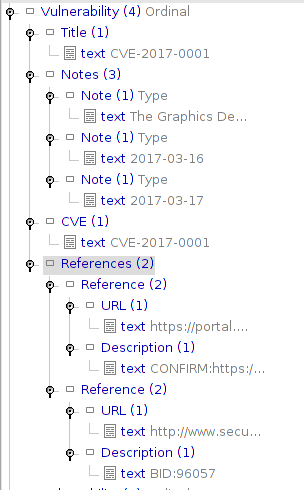 Vulnerability (4) Ordinal
Title (1)
text CVE-2017-0001
Notes (3)
Note (1) Type
text The Graphics De...
Note (1) Type
text 2017-03-16
Note (1) Type
text 2017-03-17
CVE (1)
text CVE-2017-0001
References (2)
Reference (2)
URL (1)
text https://portal....
Description (1)
text CONFIRM:https:/...
Reference (2)
URL (1)
text http://www.secu...
Description (1)
text BID:96057